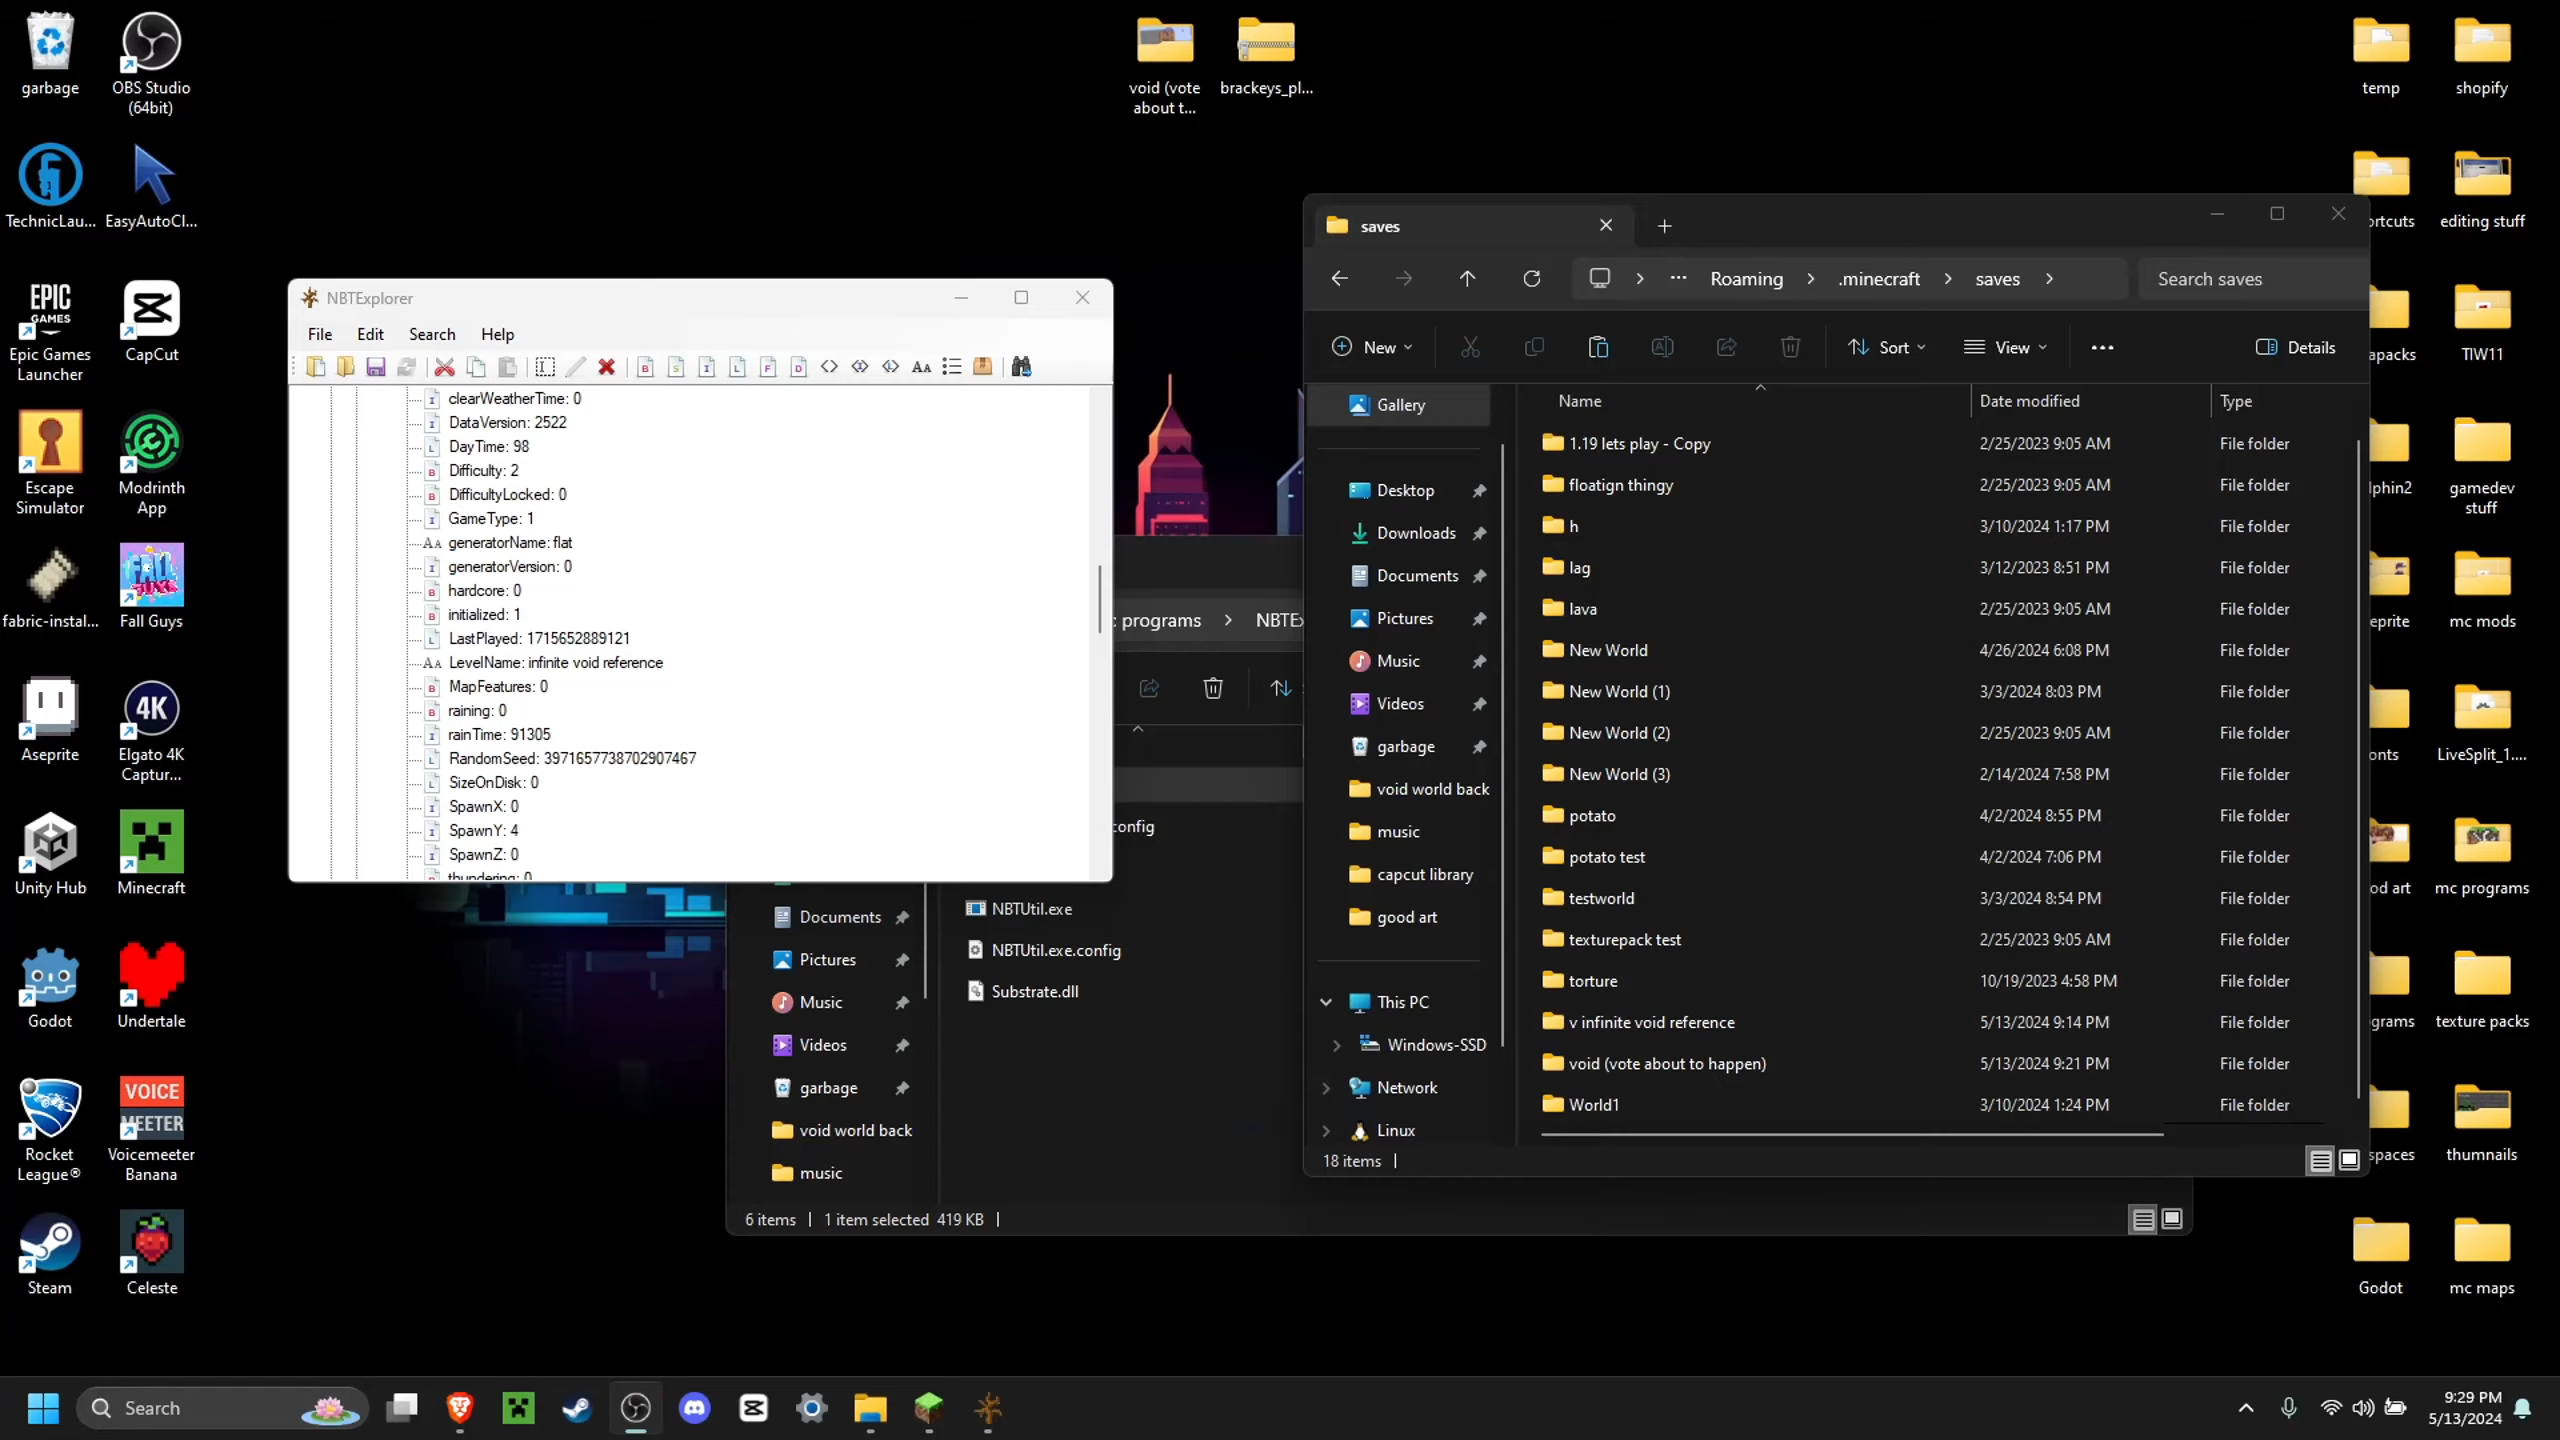 garbage
OBS Studio
(64bit)
TechnicLau...
EasyAutoCl...
EPIC
GAMES
Epic Games
Launcher
CapCut
Escape
Simulator
Modrinth
App
fabric-instal...
Fall Guys
Aseprite
4K
Elgato 4K
Captur...
Unity Hub
Minecraft
Godot
Undertale
VOICE
MEETER
Rocket
League®
Voicemeeter
Banana
Steam
Celeste
void (vote
about t...
brackeys_pl...
temp
shopify
ortcuts
editing stuff
apacks
TIW11
lphin2
gamedev
stuff
eprite
mc mods
onts
LiveSplit_1....
od art
mc programs
grams
texture packs
spaces
thumnails
Godot
mc maps
NBTExplorer
File Edit Search Help
clearWeatherTime: 0
DataVersion: 2522
DayTime: 98
Difficulty: 2
DifficultyLocked: 0
GameType: 1
generatorName: flat
generatorVersion: 0
hardcore: 0
initialized: 1
LastPlayed: 1715652889121
LevelName: infinite void reference
MapFeatures: 0
raining: 0
rainTime: 91305
RandomSeed: 3971657738702907467
SizeOnDisk: 0
SpawnX: 0
SpawnY: 4
SpawnZ: 0
thundering: 0
programs > NBTEx
config
NBTUtil.exe
NBTUtil.exe.config
Substrate.dll
Documents
Pictures
Music
Videos
garbage
void world back
music
6 items | 1 item selected 419 KB |
saves
Roaming > .minecraft > saves >
Search saves
New
Sort
View
Details
Gallery
Desktop
Downloads
Documents
Pictures
Music
Videos
garbage
void world back
music
capcut library
good art
This PC
Windows-SSD
Network
Linux
Name Date modified Type
1.19 lets play - Copy 2/25/2023 9:05 AM File folder
floatign thingy 2/25/2023 9:05 AM File folder
h 3/10/2024 1:17 PM File folder
lag 3/12/2023 8:51 PM File folder
lava 2/25/2023 9:05 AM File folder
New World 4/26/2024 6:08 PM File folder
New World (1) 3/3/2024 8:03 PM File folder
New World (2) 2/25/2023 9:05 AM File folder
New World (3) 2/14/2024 7:58 PM File folder
potato 4/2/2024 8:55 PM File folder
potato test 4/2/2024 7:06 PM File folder
testworld 3/3/2024 8:54 PM File folder
texturepack test 2/25/2023 9:05 AM File folder
torture 10/19/2023 4:58 PM File folder
v infinite void reference 5/13/2024 9:14 PM File folder
void (vote about to happen) 5/13/2024 9:21 PM File folder
World1 3/10/2024 1:24 PM File folder
18 items |
Search
9:29 PM
5/13/2024